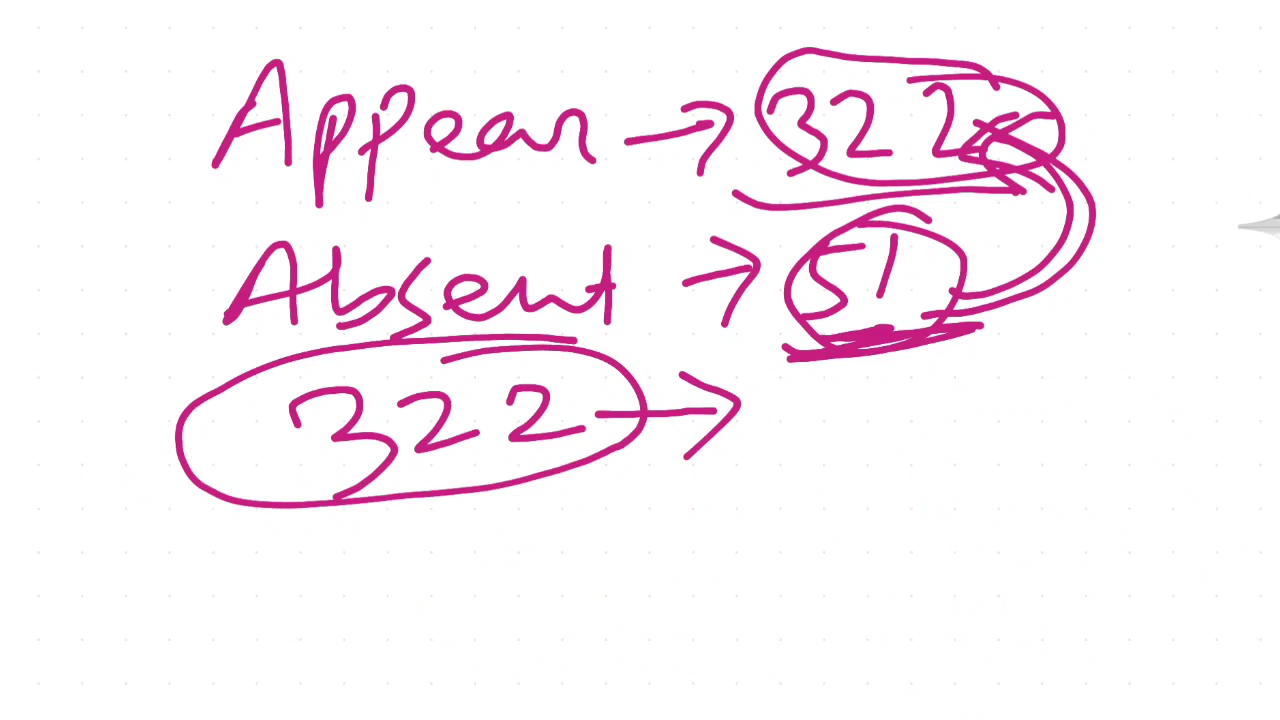 Appear → 322
Absent → 51
322 →